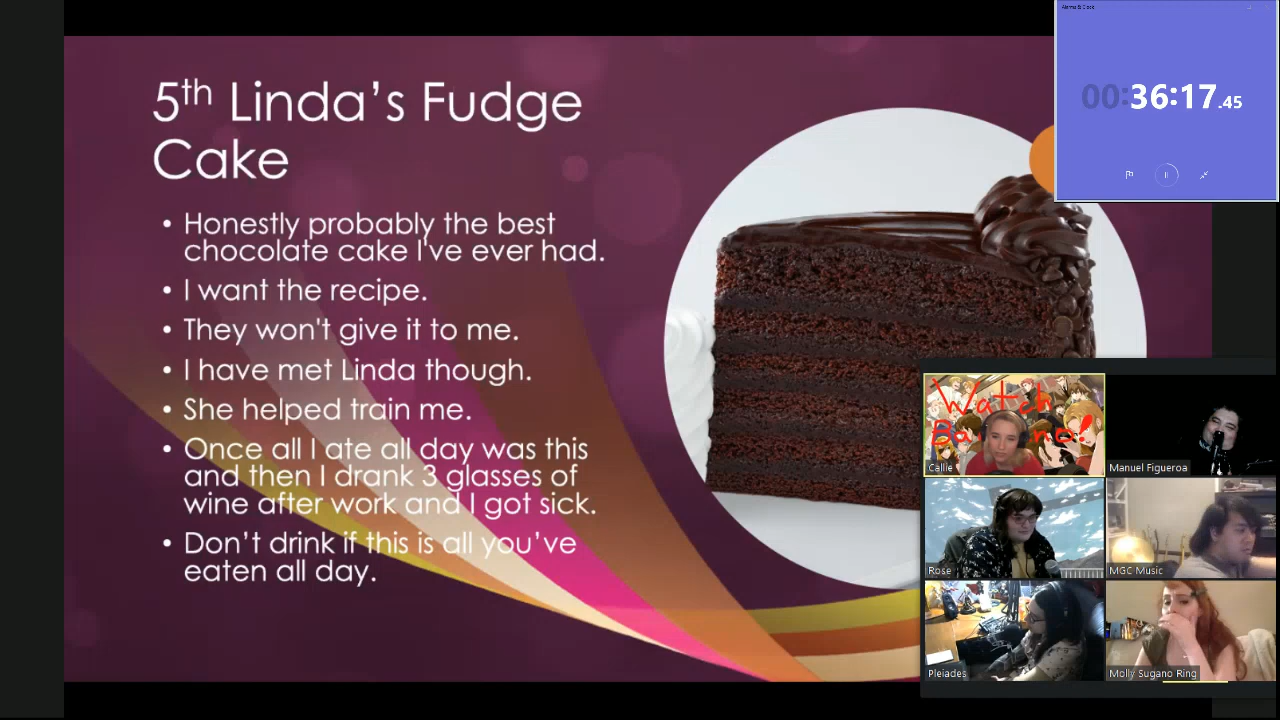 Alarms & Clock
00:36:17.45
5th Linda's Fudge
Cake
• Honestly probably the best
chocolate cake I've ever had.
• I want the recipe.
• They won't give it to me.
• I have met Linda though.
• She helped train me.
• Once all I ate all day was this
and then I drank 3 glasses of
wine after work and I got sick.
• Don't drink if this is all you've
eaten all day.
Watch
Callie
Manuel Figueroa
Rose
MGC Music
Pleiades
Molly Sugano Ring